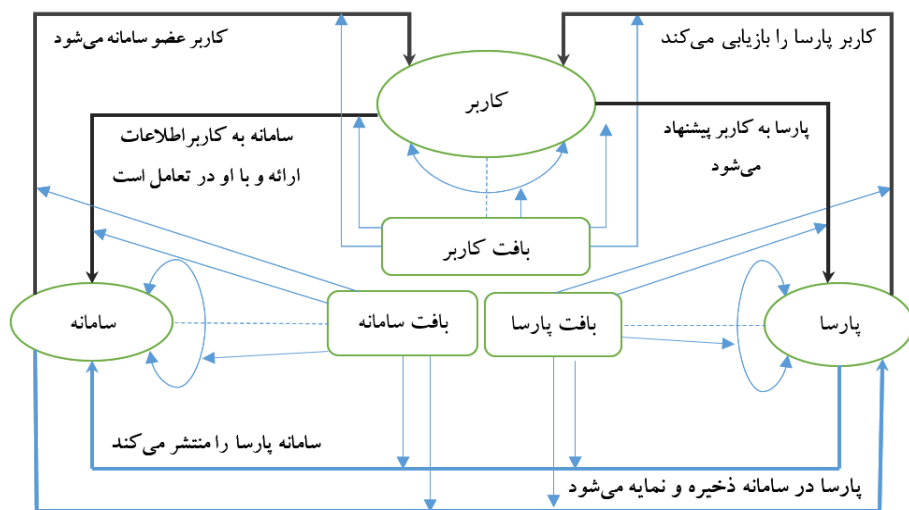 کاربر پارسا را بازیابی می‌کند
کاربر عضو سامانه می‌شود
کاربر
پارسا به کاربر پیشنهاد
می‌شود
سامانه به کاربر اطلاعات
ارائه و با او در تعامل است
بافت کاربر
پارسا
بافت پارسا
بافت سامانه
سامانه
سامانه پارسا را منتشر می‌کند
پارسا در سامانه ذخیره و نمایه می‌شود